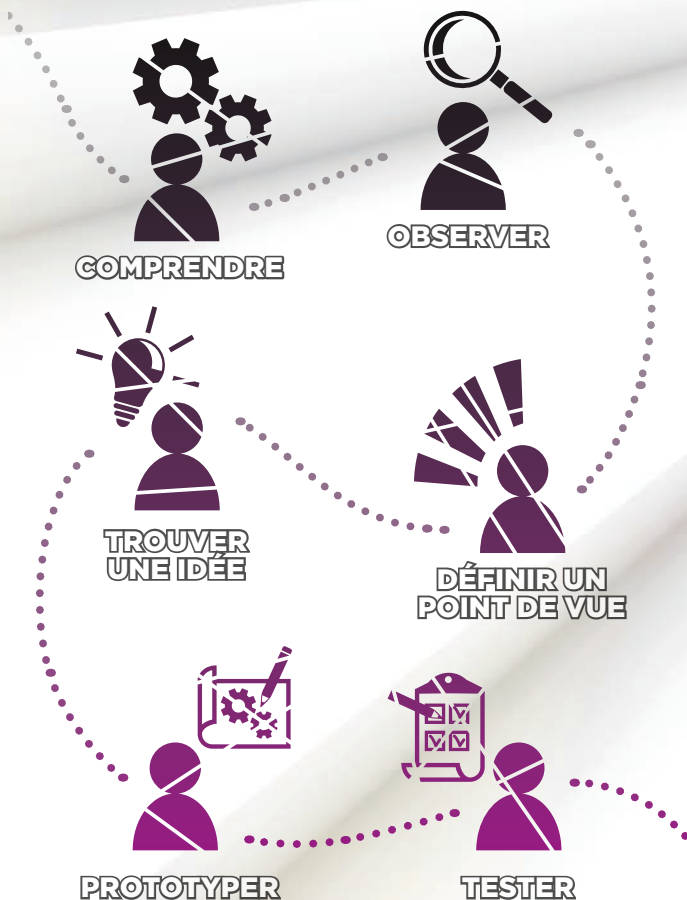 COMPRENDRE
OBSERVER
DÉFINIR UN
POINT DE VUE
TROUVER
UNE IDÉE
PROTOTYPER
TESTER